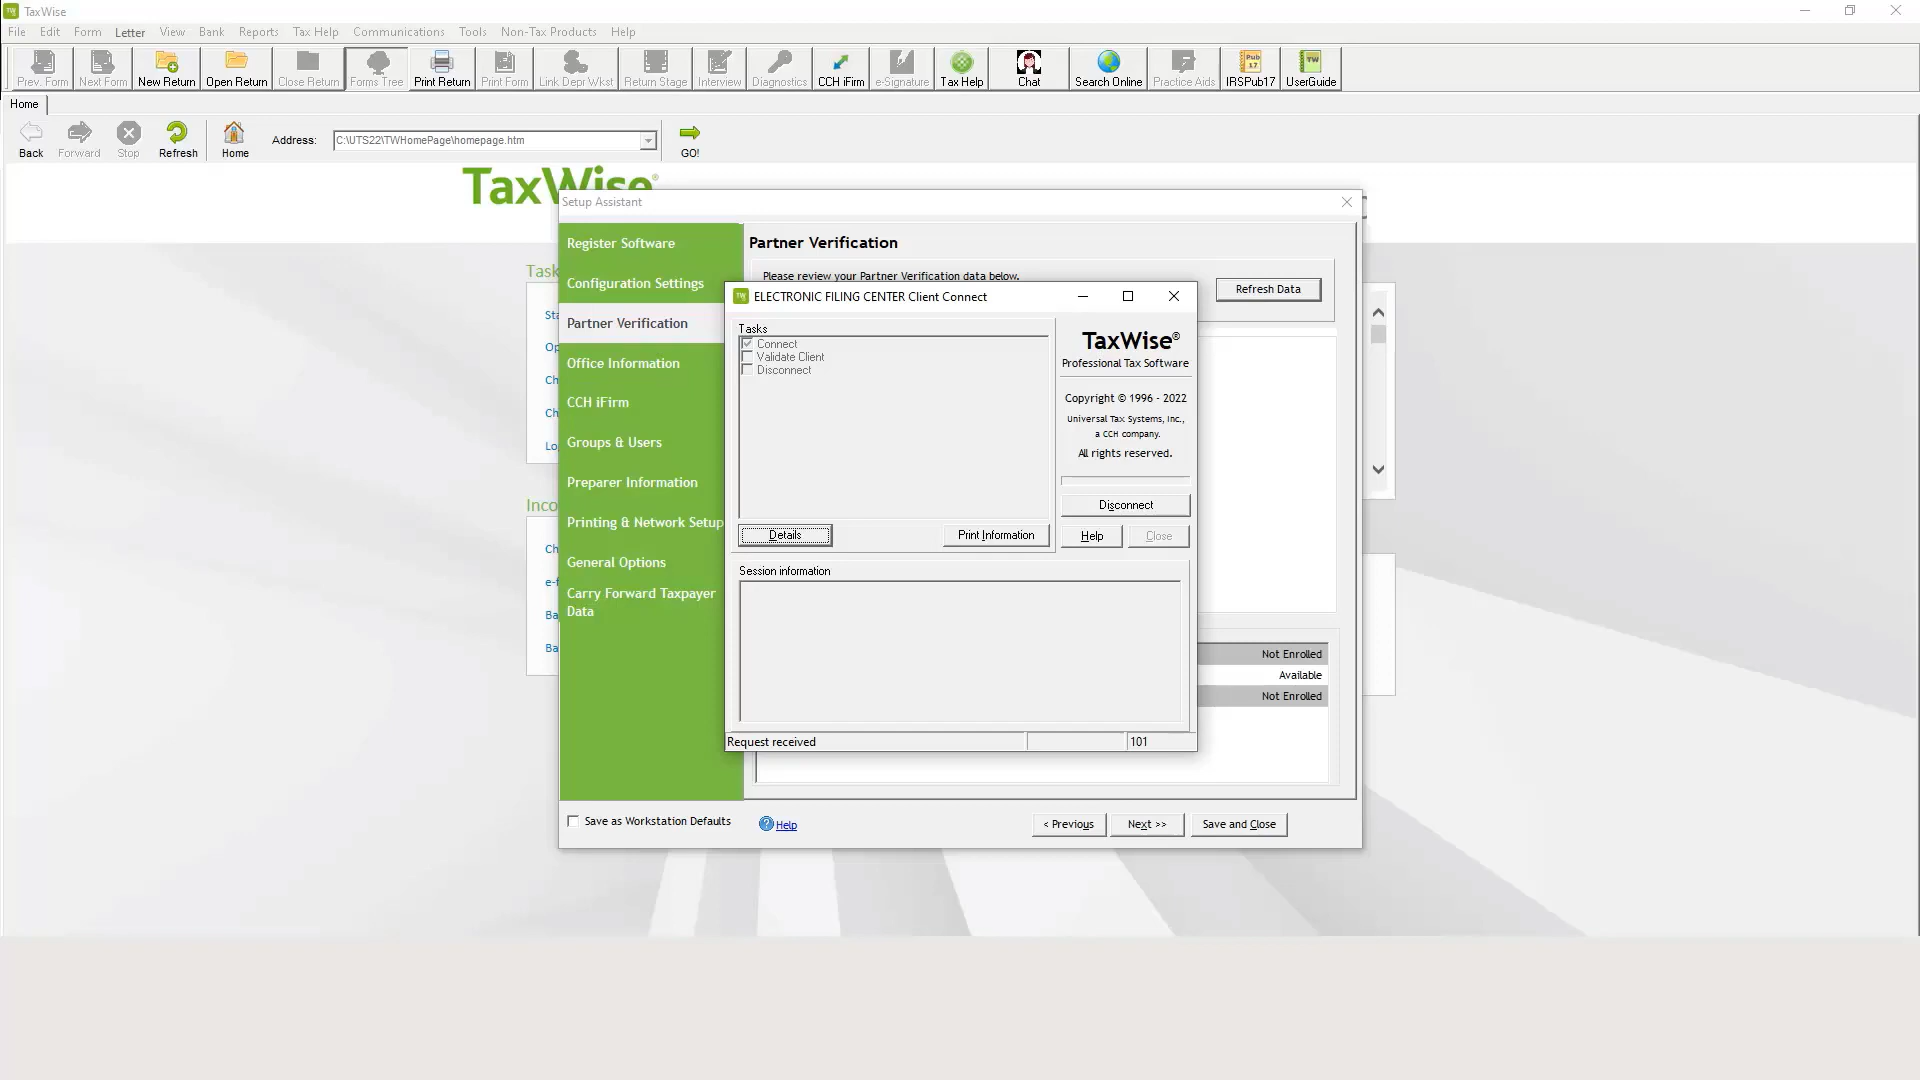 TaxWise
File Edit Form Letter View Bank Reports Tax Help Communications Tools Non-Tax Products Help
Prev. Form Next Form New Return Open Return Close Return Forms Tree Print Return Print Form Link Depr Wkst Return Stage Interview Diagnostics CCH iFirm e-Signature Tax Help Chat Search Online Practice Aids IRSPub17 UserGuide
Home
Back Forward Stop Refresh Home Address: C:\UTS22\TWHomePage\homepage.htm GO!
TaxWise®
Setup Assistant
Register Software
Configuration Settings
Partner Verification
Office Information
CCH iFirm
Groups & Users
Preparer Information
Printing & Network Setup
General Options
Carry Forward Taxpayer
Data
Partner Verification
Please review your Partner Verification data below.
Refresh Data
ELECTRONIC FILING CENTER Client Connect
Tasks
Connect
Validate Client
Disconnect
TaxWise®
Professional Tax Software
Copyright © 1996 - 2022
Universal Tax Systems, Inc.,
a CCH company.
All rights reserved.
Disconnect
Details Print Information Help Close
Session information
Request received 101
Not Enrolled
Available
Not Enrolled
Save as Workstation Defaults Help < Previous Next >> Save and Close